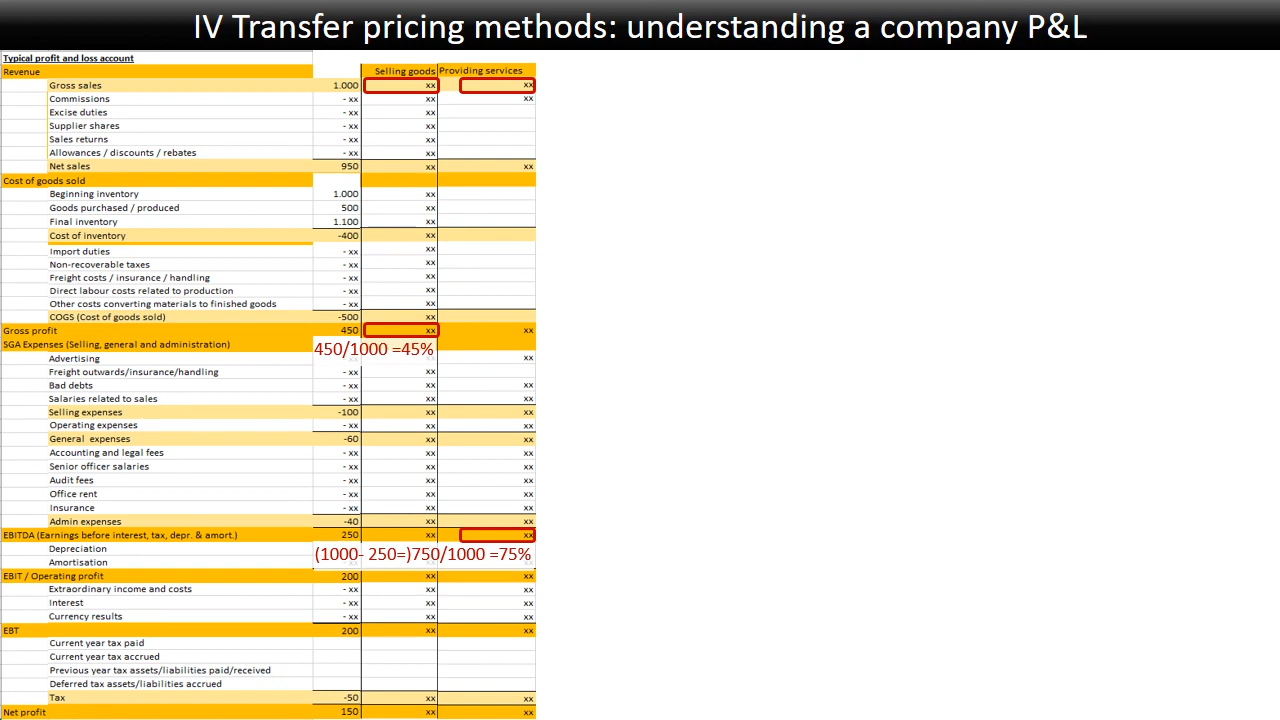 IV Transfer pricing methods: understanding a company P&L
Typical profit and loss account
Revenue Selling goods Providing services
Gross sales 1.000 xx xx
Commissions - xx xx xx
Excise duties - xx xx
Supplier shares - xx xx
Sales returns - xx xx
Allowances / discounts / rebates - xx xx
Net sales 950 xx xx
Cost of goods sold
Beginning inventory 1.000 xx
Goods purchased / produced 500 xx
Final inventory 1.100 xx
Cost of inventory -400 xx
Import duties - xx xx
Non-recoverable taxes - xx xx
Freight costs / insurance / handling - xx xx
Direct labour costs related to production - xx xx
Other costs converting materials to finished goods - xx xx
COGS (Cost of goods sold) -500 xx
Gross profit 450 xx xx
SGA Expenses (Selling, general and administration)
450/1000 =45%
Advertising xx
Freight outwards/insurance/handling - xx xx
Bad debts - xx xx xx
Salaries related to sales - xx xx xx
Selling expenses -100 xx xx
Operating expenses - xx xx xx
General expenses -60 xx xx
Accounting and legal fees - xx xx xx
Senior officer salaries - xx xx xx
Audit fees - xx xx xx
Office rent - xx xx xx
Insurance - xx xx xx
Admin expenses -40 xx xx
EBITDA (Earnings before interest, tax, depr. & amort.) 250 xx xx
Depreciation (1000- 250=)750/1000 =75%
Amortisation
EBIT / Operating profit 200 xx xx
Extraordinary income and costs - xx xx xx
Interest - xx xx xx
Currency results - xx xx xx
EBT 200 xx xx
Current year tax paid
Current year tax accrued
Previous year tax assets/liabilities paid/received
Deferred tax assets/liabilities accrued
Tax -50 xx xx
Net profit 150 xx xx